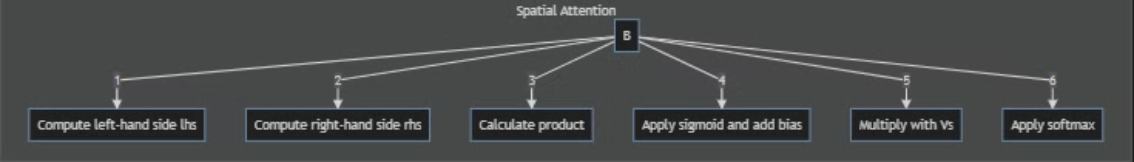 Spatial Attention
B
1
2
3
4
5
6
Compute left-hand side lhs
Compute right-hand side rhs
Calculate product
Apply sigmoid and add bias
Multiply with Vs
Apply softmax